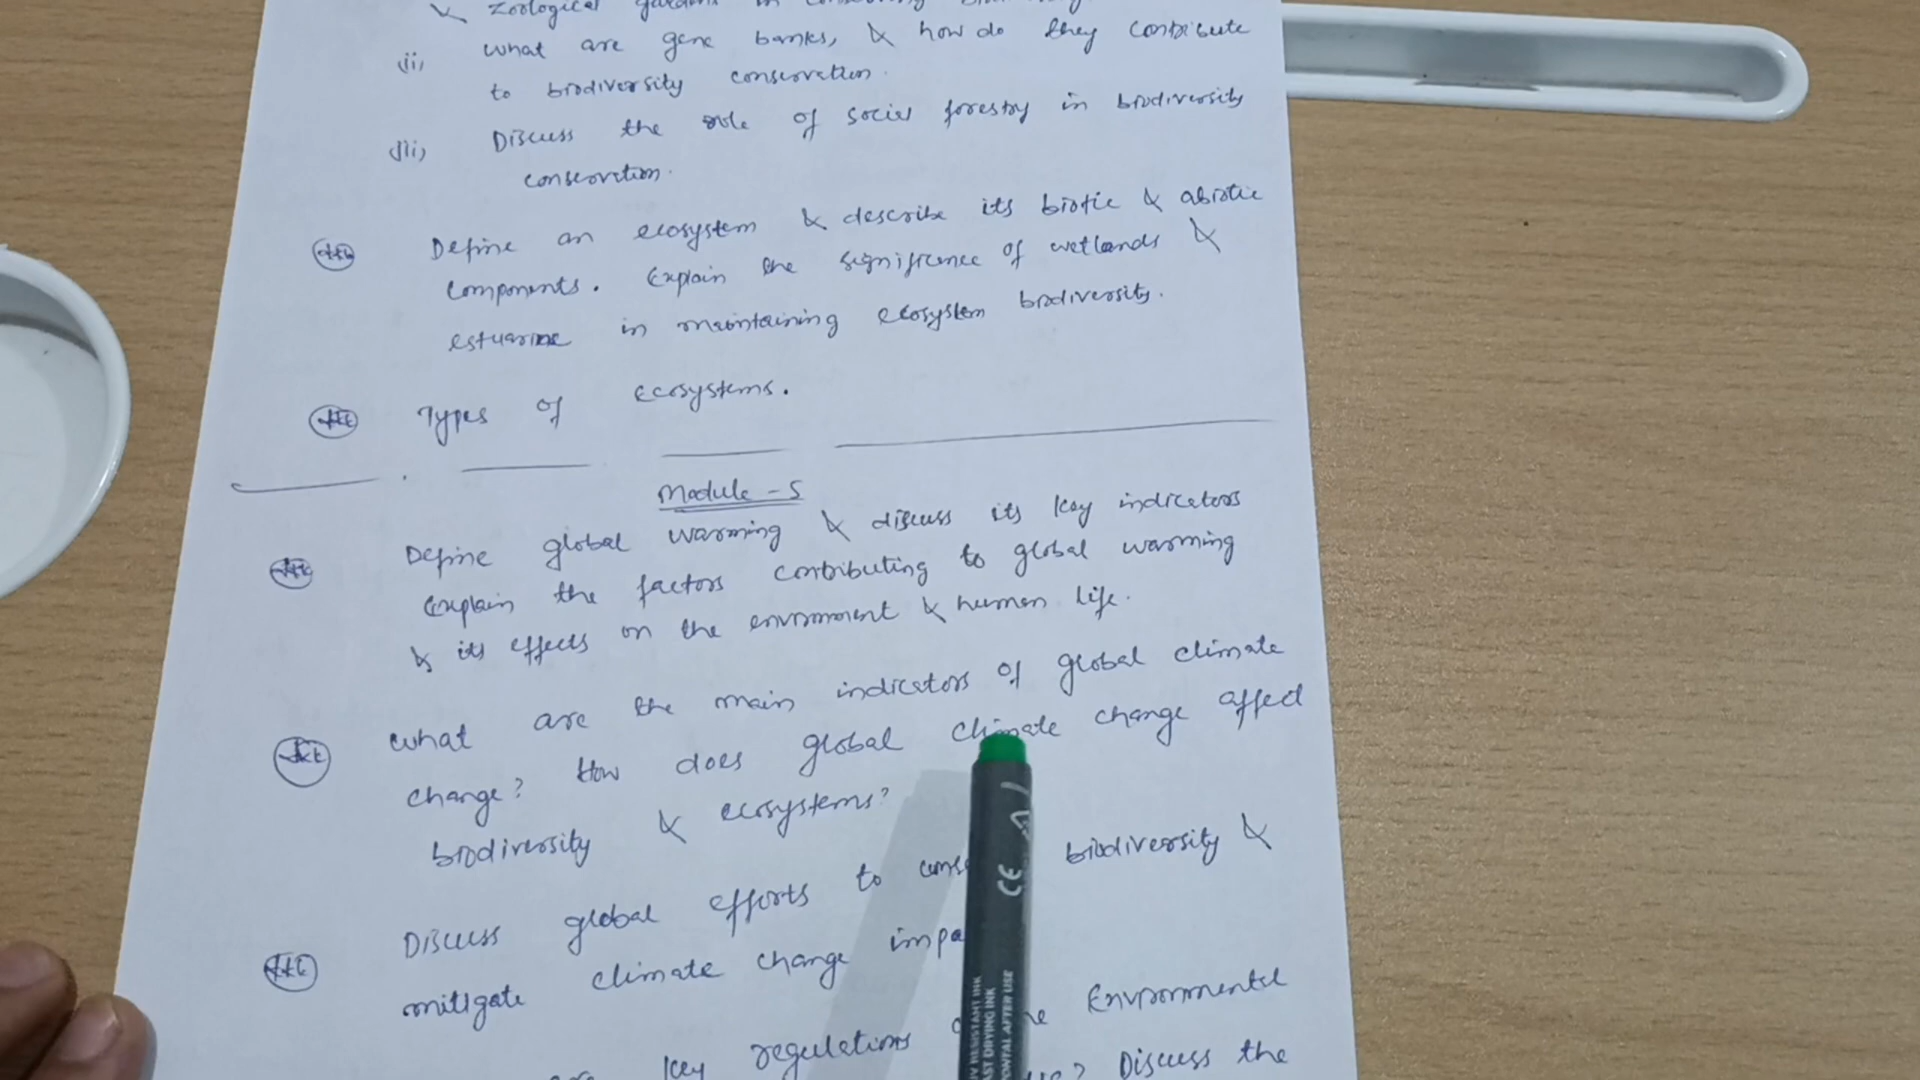 & zoological gardens in
(ii) What are gene banks, & how do they contribute
to biodiversity conservation.
(iii) Discuss the role of social forestry in biodiversity
conservation.
Define an ecosystem & describe its biotic & abiotic
components. Explain the significance of wetlands &
estuarine in maintaining ecosystem biodiversity.
Types of ecosystems.
Module-5
Define global warming & discuss its key indicators
Explain the factors contributing to global warming
& its effects on the environment & human life.
What are the main indicators of global climate
change? How does global climate change affect
biodiversity & ecosystems?
Discuss global efforts to biodiversity &
mitigate climate change
key regulations Environmental
Discuss the
CE